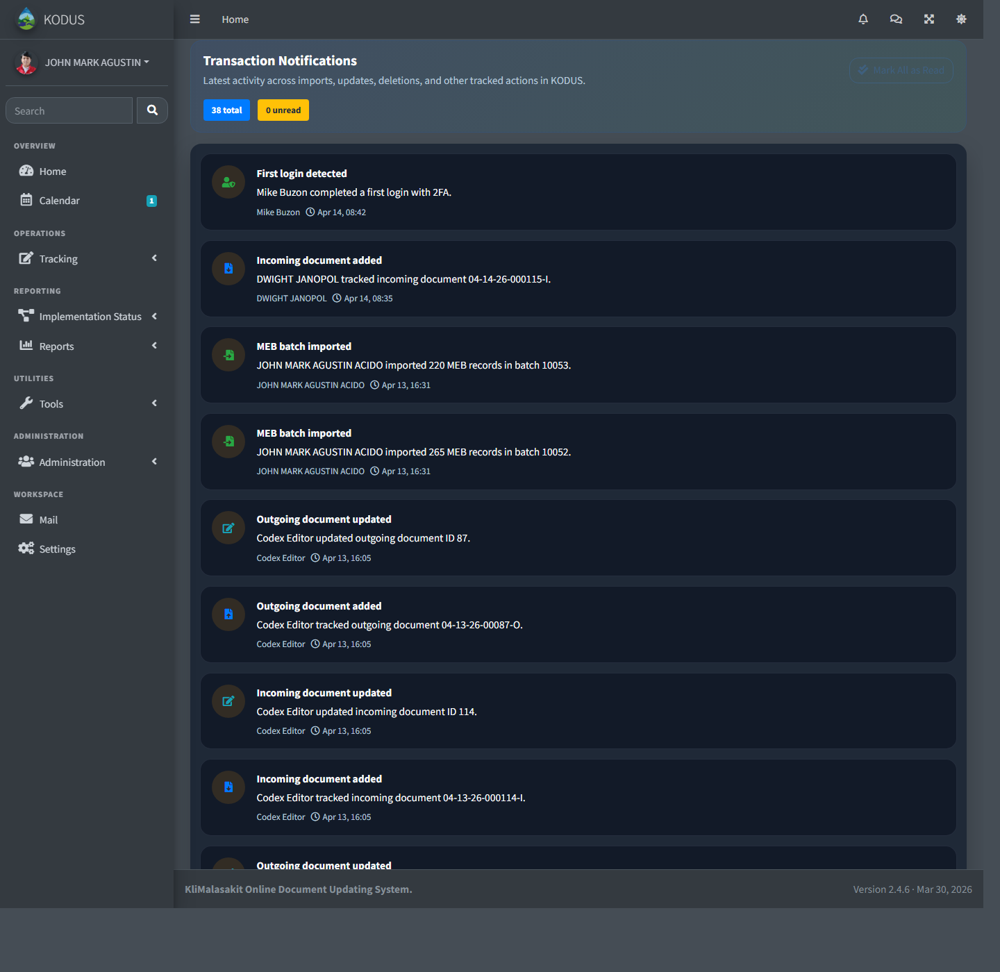 KODUS
Home
JOHN MARK AGUSTIN
Search
OVERVIEW
Home
Calendar
1
OPERATIONS
Tracking
REPORTING
Implementation Status
Reports
UTILITIES
Tools
ADMINISTRATION
Administration
WORKSPACE
Mail
Settings
Transaction Notifications
Latest activity across imports, updates, deletions, and other tracked actions in KODUS.
38 total
0 unread
Mark All as Read
First login detected
Mike Buzon completed a first login with 2FA.
Mike Buzon Apr 14, 08:42
Incoming document added
DWIGHT JANOPOL tracked incoming document 04-14-26-000115-I.
DWIGHT JANOPOL Apr 14, 08:35
MEB batch imported
JOHN MARK AGUSTIN ACIDO imported 220 MEB records in batch 10053.
JOHN MARK AGUSTIN ACIDO Apr 13, 16:31
MEB batch imported
JOHN MARK AGUSTIN ACIDO imported 265 MEB records in batch 10052.
JOHN MARK AGUSTIN ACIDO Apr 13, 16:31
Outgoing document updated
Codex Editor updated outgoing document ID 87.
Codex Editor Apr 13, 16:05
Outgoing document added
Codex Editor tracked outgoing document 04-13-26-00087-O.
Codex Editor Apr 13, 16:05
Incoming document updated
Codex Editor updated incoming document ID 114.
Codex Editor Apr 13, 16:05
Incoming document added
Codex Editor tracked incoming document 04-13-26-000114-I.
Codex Editor Apr 13, 16:05
Outgoing document updated
KliMalasakit Online Document Updating System.
Version 2.4.6 · Mar 30, 2026